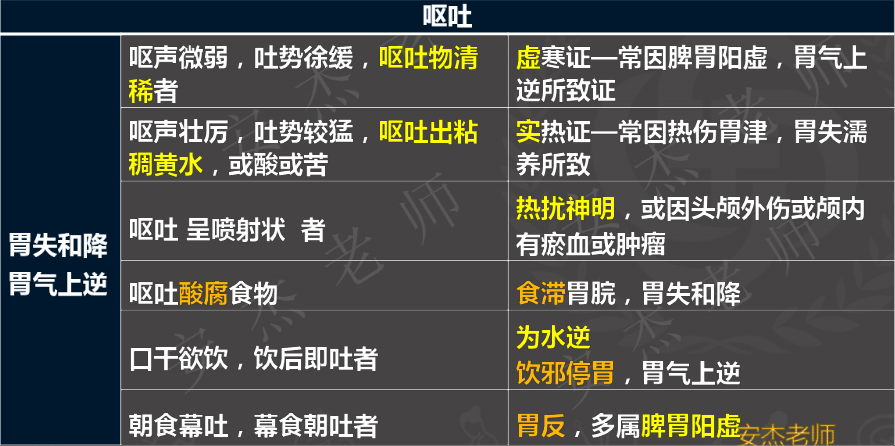 呕吐
胃失和降
胃气上逆
呕声微弱，吐势徐缓，呕吐物清
稀者
虚寒证—常因脾胃阳虚，胃气上
逆所致证
呕声壮厉，吐势较猛，呕吐出粘
稠黄水，或酸或苦
实热证—常因热伤胃津，胃失濡
养所致
呕吐 呈喷射状 者
热扰神明，或因头颅外伤或颅内
有瘀血或肿瘤
呕吐酸腐食物
食滞胃脘，胃失和降
口干欲饮，饮后即吐者
为水逆
饮邪停胃，胃气上逆
朝食幕吐，幕食朝吐者
胃反，多属脾胃阳虚
安杰老师
安杰老师
安杰老师